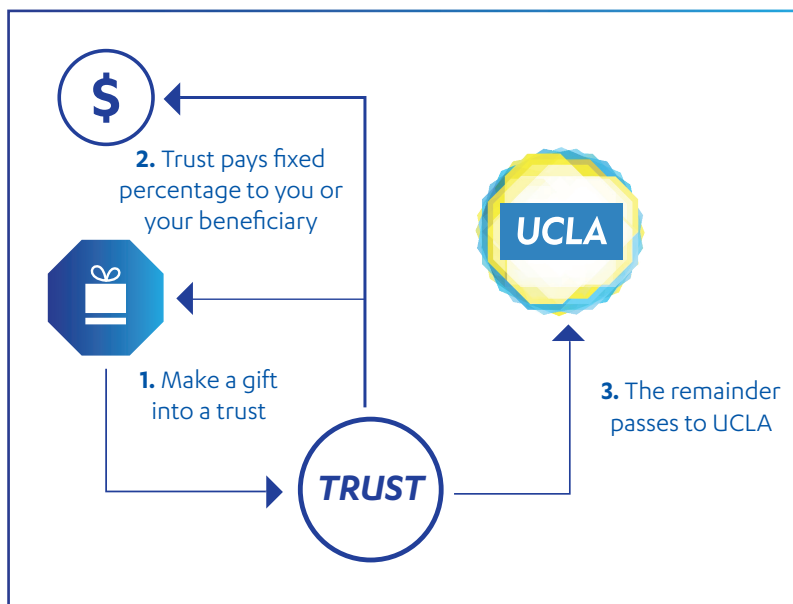 $
2. Trust pays fixed
percentage to you or
your beneficiary
UCLA
1. Make a gift
into a trust
TRUST
3. The remainder
passes to UCLA